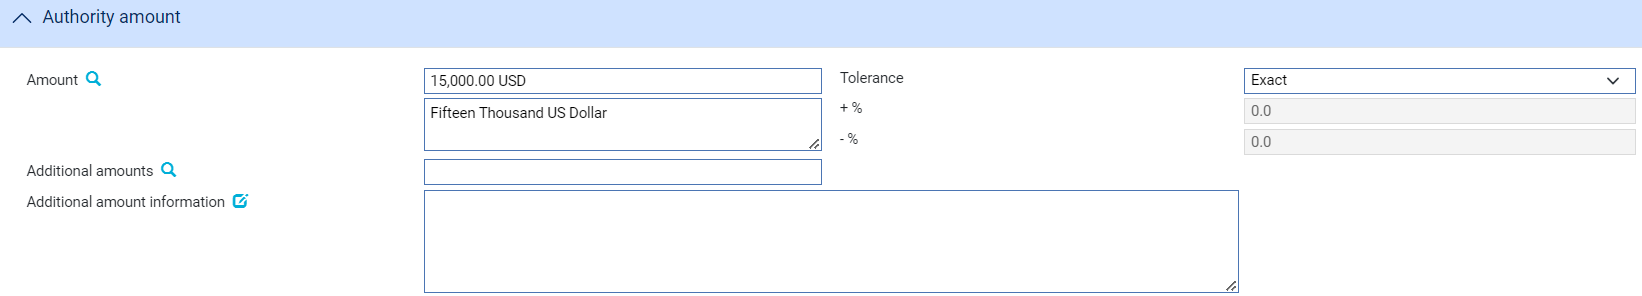 Authority amount
Amount
15,000.00 USD
Tolerance
Exact
Fifteen Thousand US Dollar
+ %
0.0
- %
0.0
Additional amounts
Additional amount information